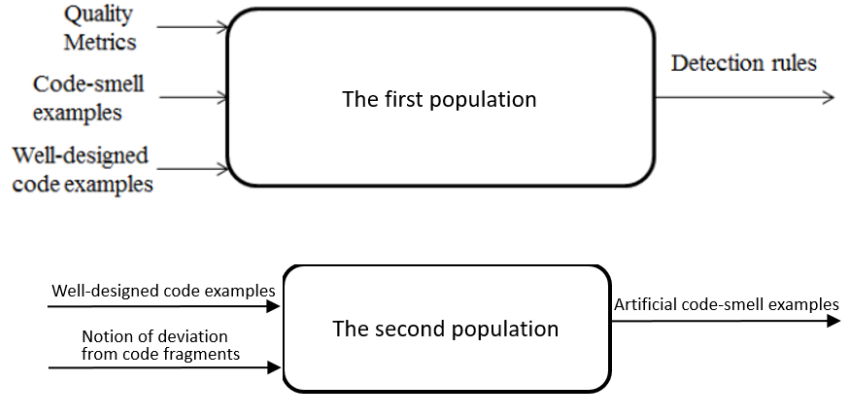 Quality
Metrics
Code-smell
examples
Well-designed
code examples
The first population
Detection rules
Well-designed code examples
Notion of deviation
from code fragments
The second population
Artificial code-smell examples